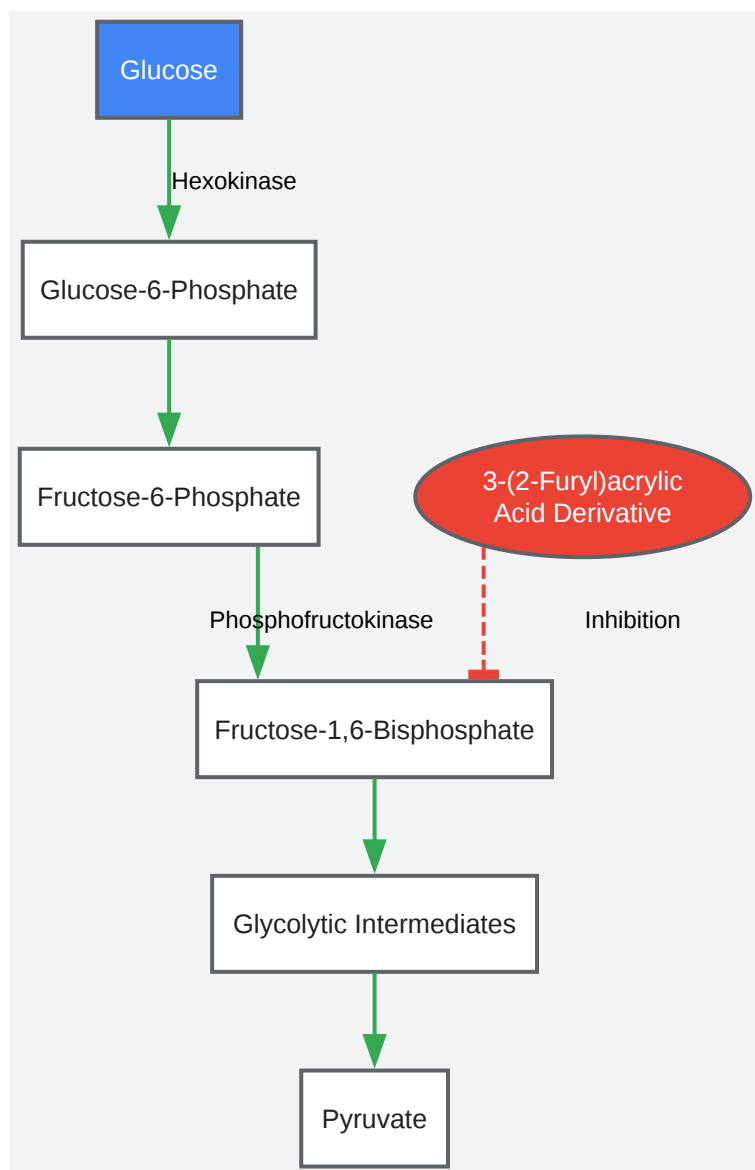 Glucose
Hexokinase
Glucose-6-Phosphate
Fructose-6-Phosphate
3-(2-Furyl)acrylic
Acid Derivative
Phosphofructokinase
Inhibition
Fructose-1,6-Bisphosphate
Glycolytic Intermediates
Pyruvate